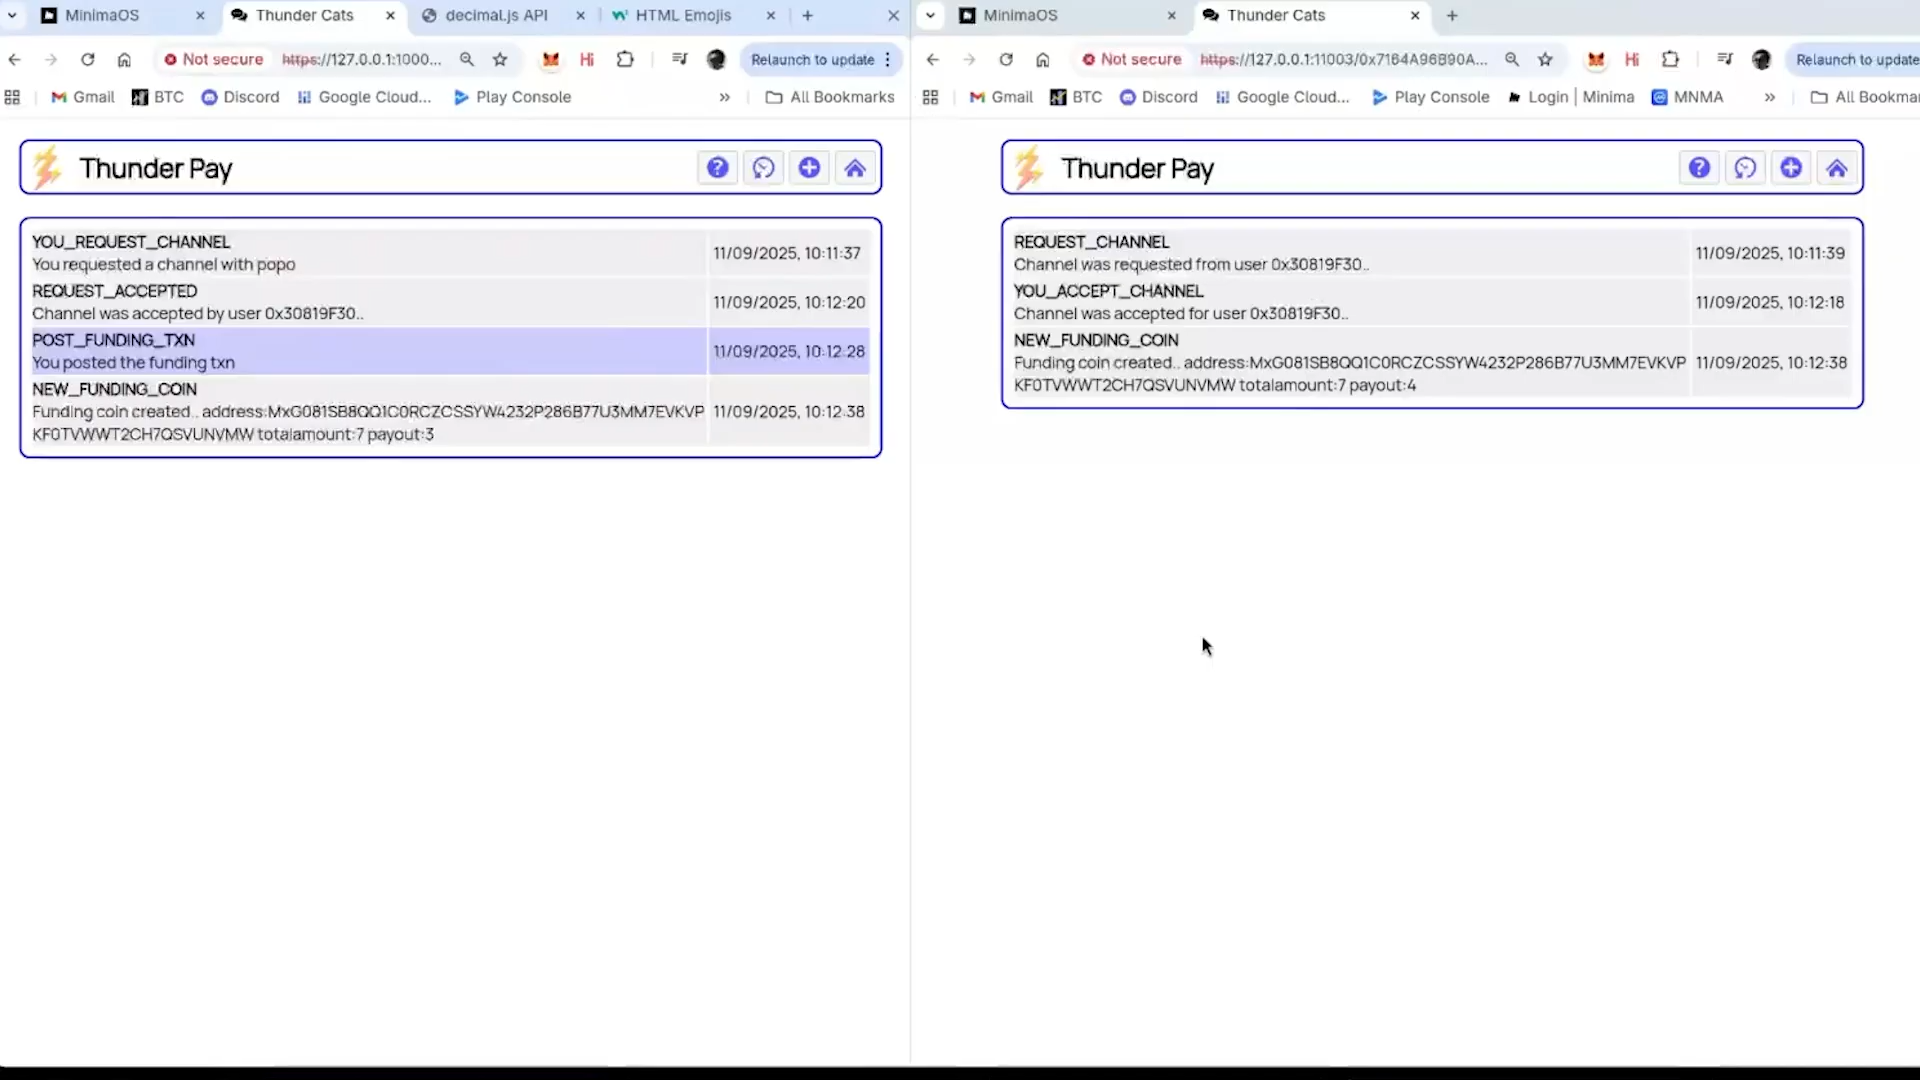 MinimaOS
Thunder Cats
decimal.js API
HTML Emojis
MinimaOS
Thunder Cats
Not secure
https://127.0.0.1:1000...
Relaunch to update
Not secure
https://127.0.0.1:11003/0x7164A96B90A...
Relaunch to update
Gmail
BTC
Discord
Google Cloud...
Play Console
All Bookmarks
Gmail
BTC
Discord
Google Cloud...
Play Console
Login | Minima
MNMA
All Bookmar
Thunder Pay
YOU_REQUEST_CHANNEL
You requested a channel with popo
11/09/2025, 10:11:37
REQUEST_ACCEPTED
Channel was accepted by user 0x30819F30..
11/09/2025, 10:12:20
POST_FUNDING_TXN
You posted the funding txn
11/09/2025, 10:12:28
NEW_FUNDING_COIN
Funding coin created.. address:MxG081SB8QQ1C0RCZCSSYW4232P286B77U3MM7EVKVP
KF0TVWWT2CH7QSVUNVMW totalamount:7 payout:3
11/09/2025, 10:12:38
Thunder Pay
REQUEST_CHANNEL
Channel was requested from user 0x30819F30..
11/09/2025, 10:11:39
YOU_ACCEPT_CHANNEL
Channel was accepted for user 0x30819F30..
11/09/2025, 10:12:18
NEW_FUNDING_COIN
Funding coin created.. address:MxG081SB8QQ1C0RCZCSSYW4232P286B77U3MM7EVKVP
KF0TVWWT2CH7QSVUNVMW totalamount:7 payout:4
11/09/2025, 10:12:38